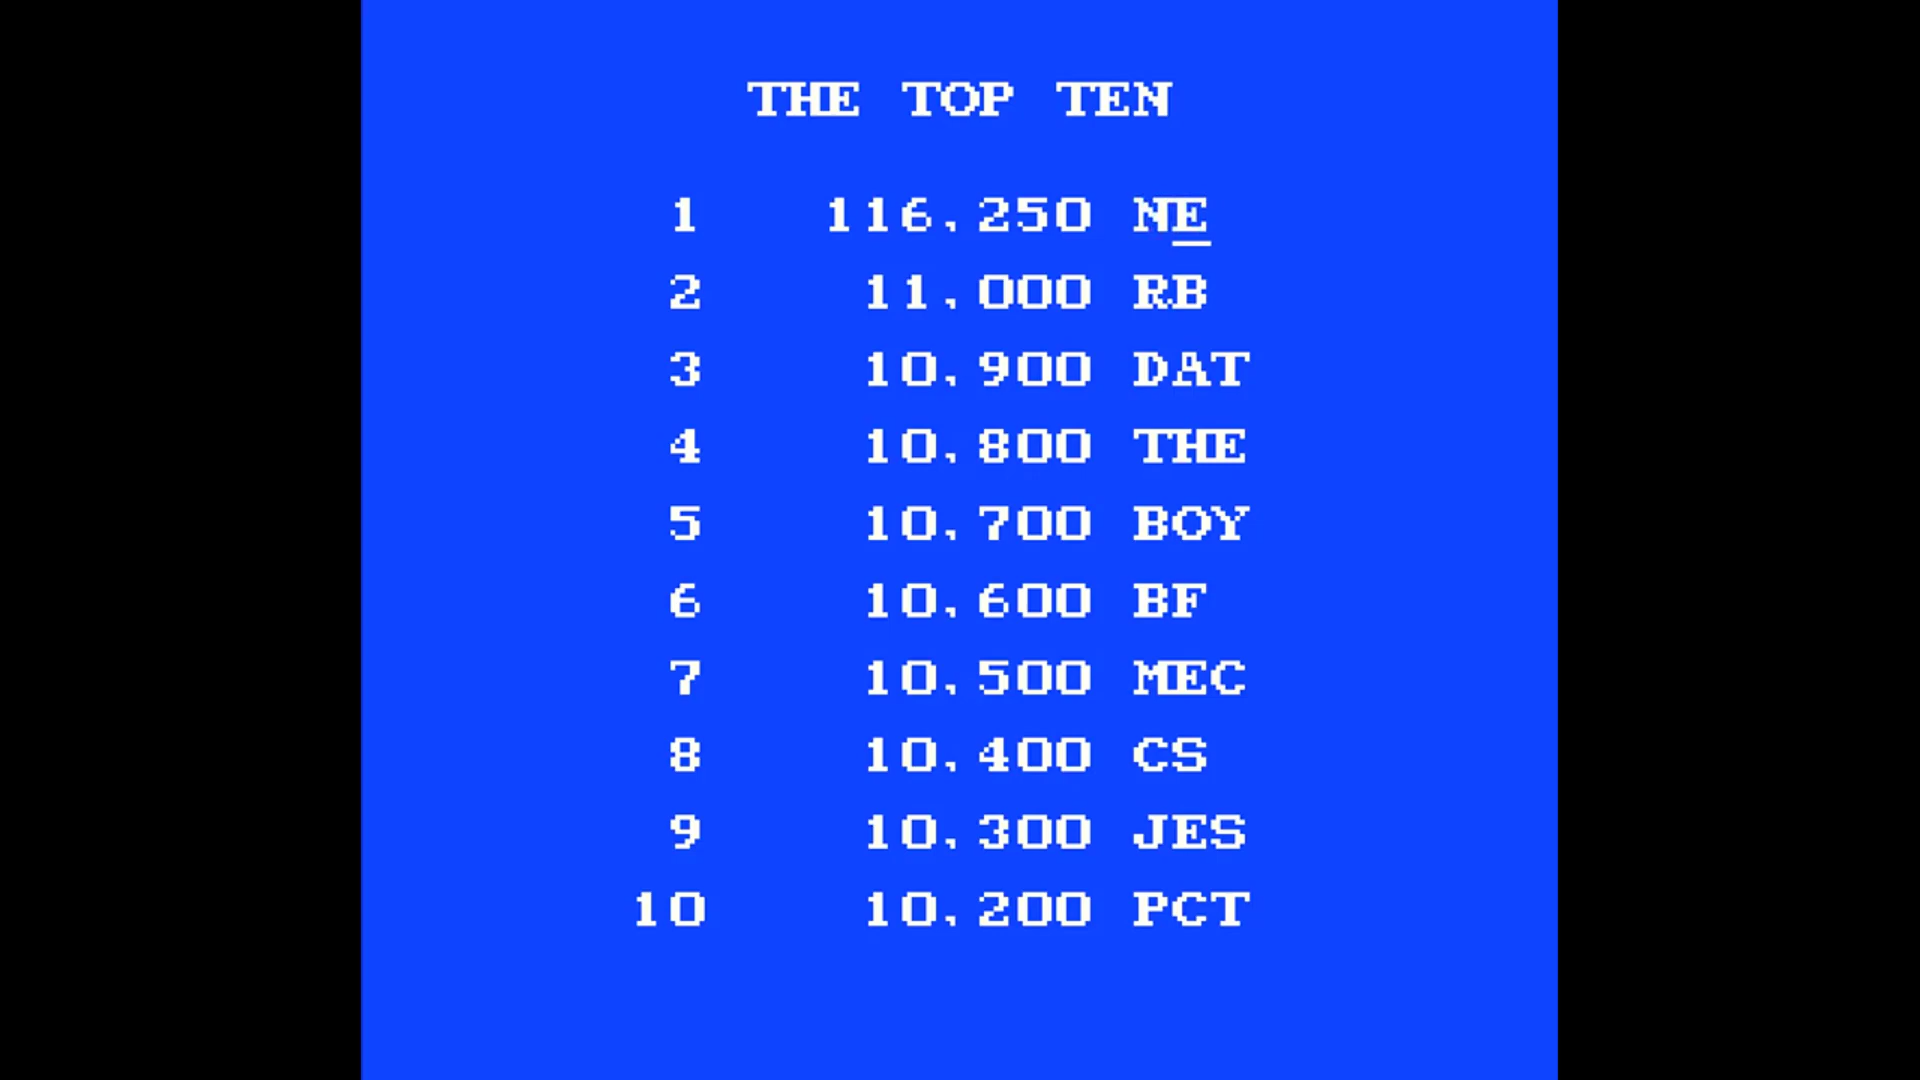 THE TOP TEN
1 116,250 NE
2 11,000 RB
3 10,900 DAT
4 10,800 THE
5 10,700 BOY
6 10,600 BF
7 10,500 MEC
8 10,400 CS
9 10,300 JES
10 10,200 PCT